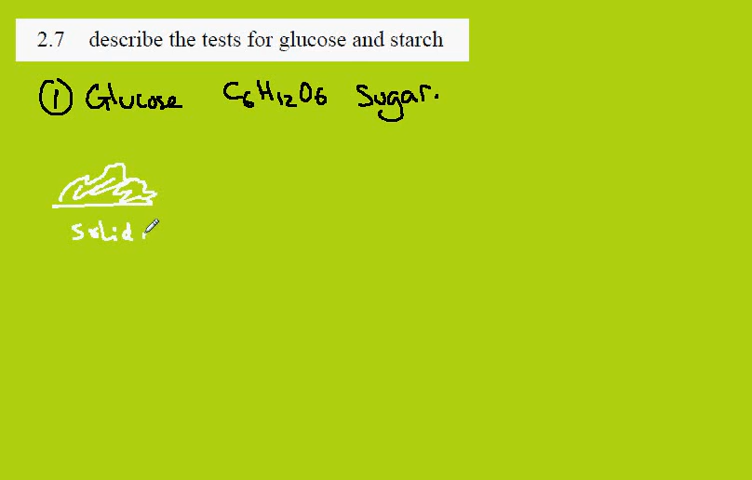 2.7 describe the tests for glucose and starch
① Glucose C6H12O6 Sugar.
Solid